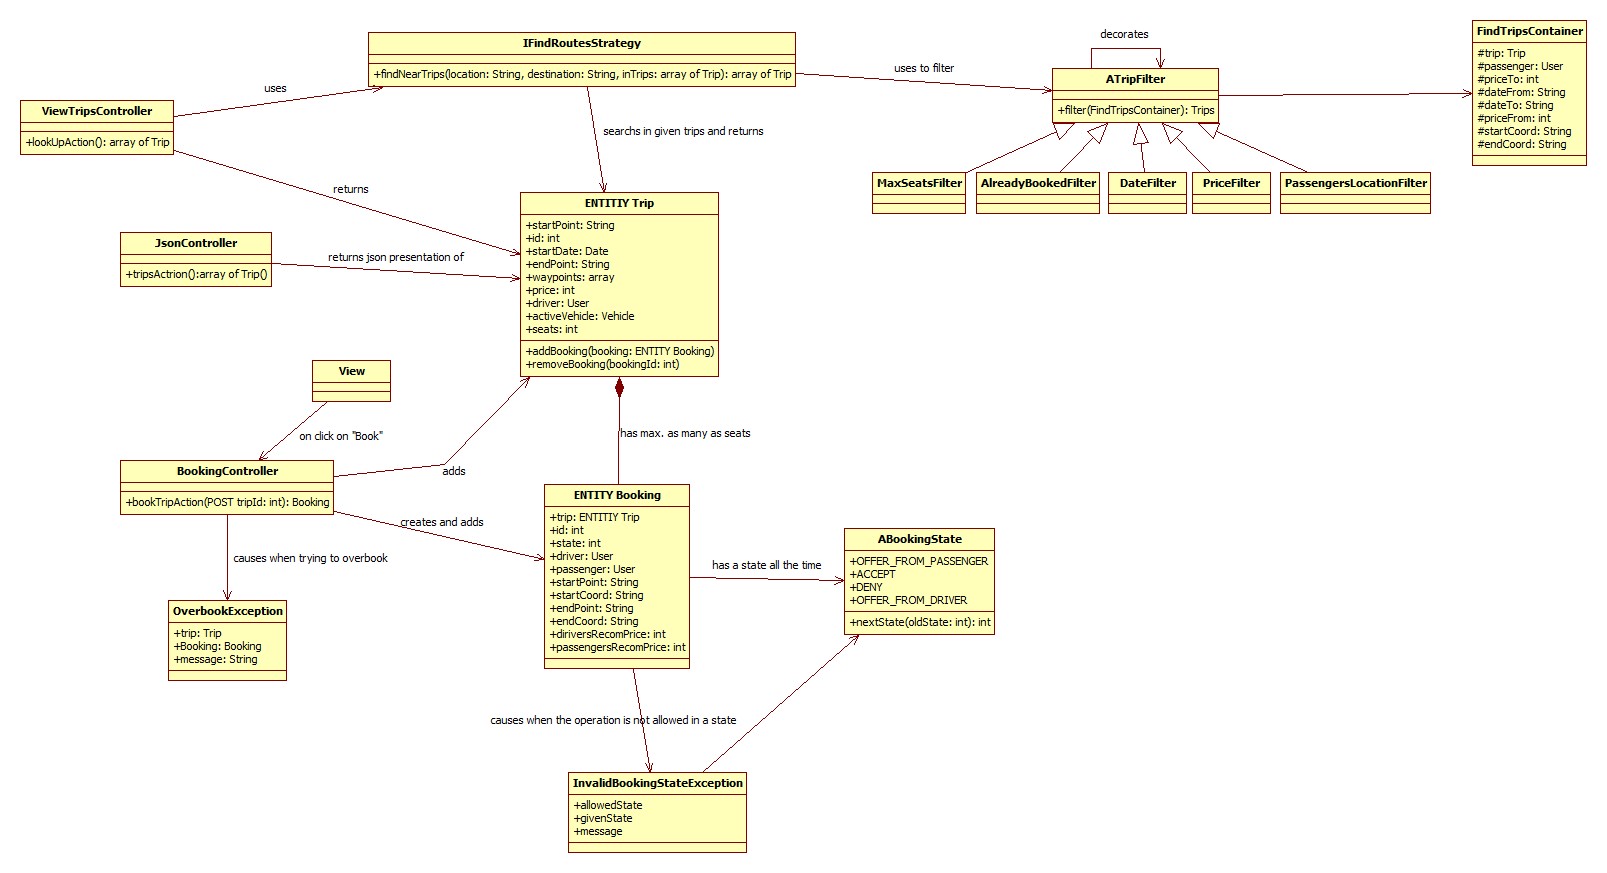 decorates
IFindRoutesStrategy
+findNearTrips(location: String, destination: String, inTrips: array of Trip): array of Trip
uses to filter
ATripFilter
+filter(FindTripsContainer): Trips
FindTripsContainer
#trip: Trip
#passenger: User
#priceTo: int
#dateFrom: String
#dateTo: String
#priceFrom: int
#startCoord: String
#endCoord: String
uses
ViewTripsController
+lookUpAction(): array of Trip
searchs in given trips and returns
MaxSeatsFilter
AlreadyBookedFilter
DateFilter
PriceFilter
PassengersLocationFilter
returns
ENTITIY Trip
+startPoint: String
+id: int
+startDate: Date
+endPoint: String
+waypoints: array
+price: int
+driver: User
+activeVehicle: Vehicle
+seats: int
+addBooking(booking: ENTITY Booking)
+removeBooking(bookingId: int)
JsonController
+tripsActrion():array of Trip()
returns json presentation of
View
on click on "Book"
has max. as many as seats
BookingController
+bookTripAction(POST tripId: int): Booking
adds
creates and adds
causes when trying to overbook
ENTITY Booking
+trip: ENTITIY Trip
+id: int
+state: int
+driver: User
+passenger: User
+startPoint: String
+startCoord: String
+endPoint: String
+endCoord: String
+diriversRecomPrice: int
+passengersRecomPrice: int
has a state all the time
ABookingState
+OFFER_FROM_PASSENGER
+ACCEPT
+DENY
+OFFER_FROM_DRIVER
+nextState(oldState: int): int
OverbookException
+trip: Trip
+Booking: Booking
+message: String
causes when the operation is not allowed in a state
InvalidBookingStateException
+allowedState
+givenState
+message